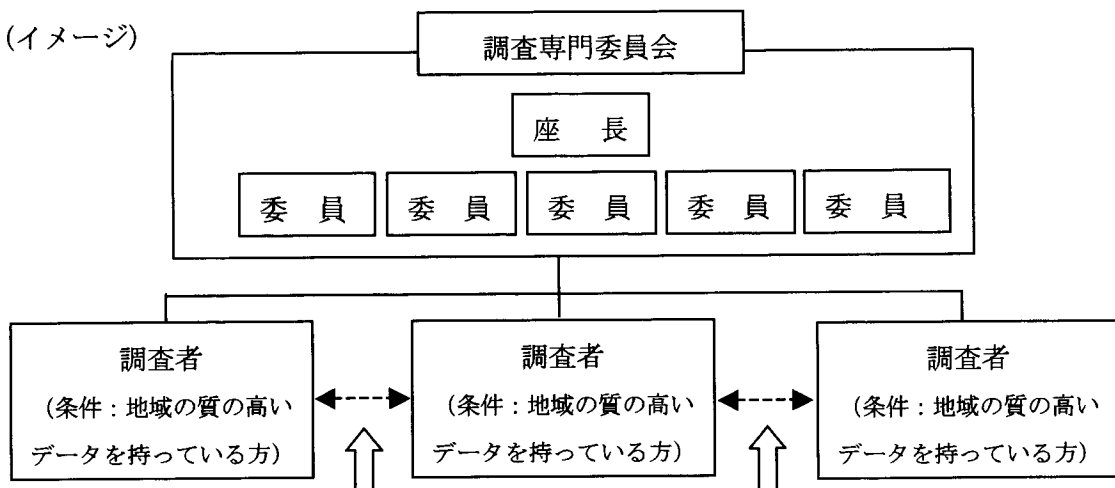 (イメージ)
調査専門委員会
座 長
委 員 委 員 委 員 委 員 委 員
調査者
(条件:地域の質の高い
データを持っている方)
調査者
(条件:地域の質の高い
データを持っている方)
調査者
(条件:地域の質の高い
データを持っている方)